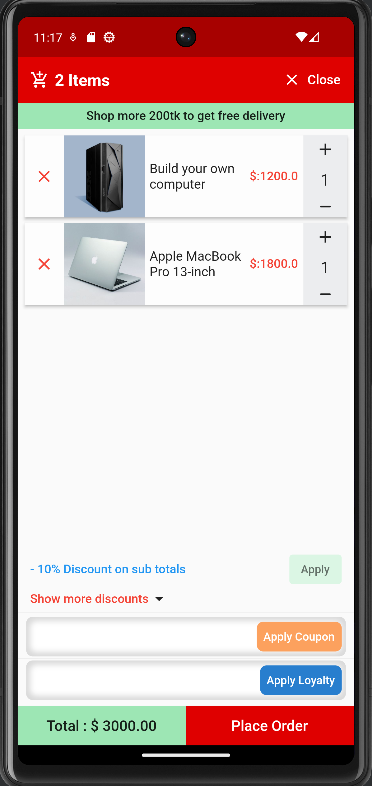 11:17
2 Items
Close
Shop more 200tk to get free delivery
Build your own
computer
$:1200.0
1
Apple MacBook
Pro 13-inch
$:1800.0
1
- 10% Discount on sub totals
Apply
Show more discounts
Apply Coupon
Apply Loyalty
Total : $ 3000.00
Place Order